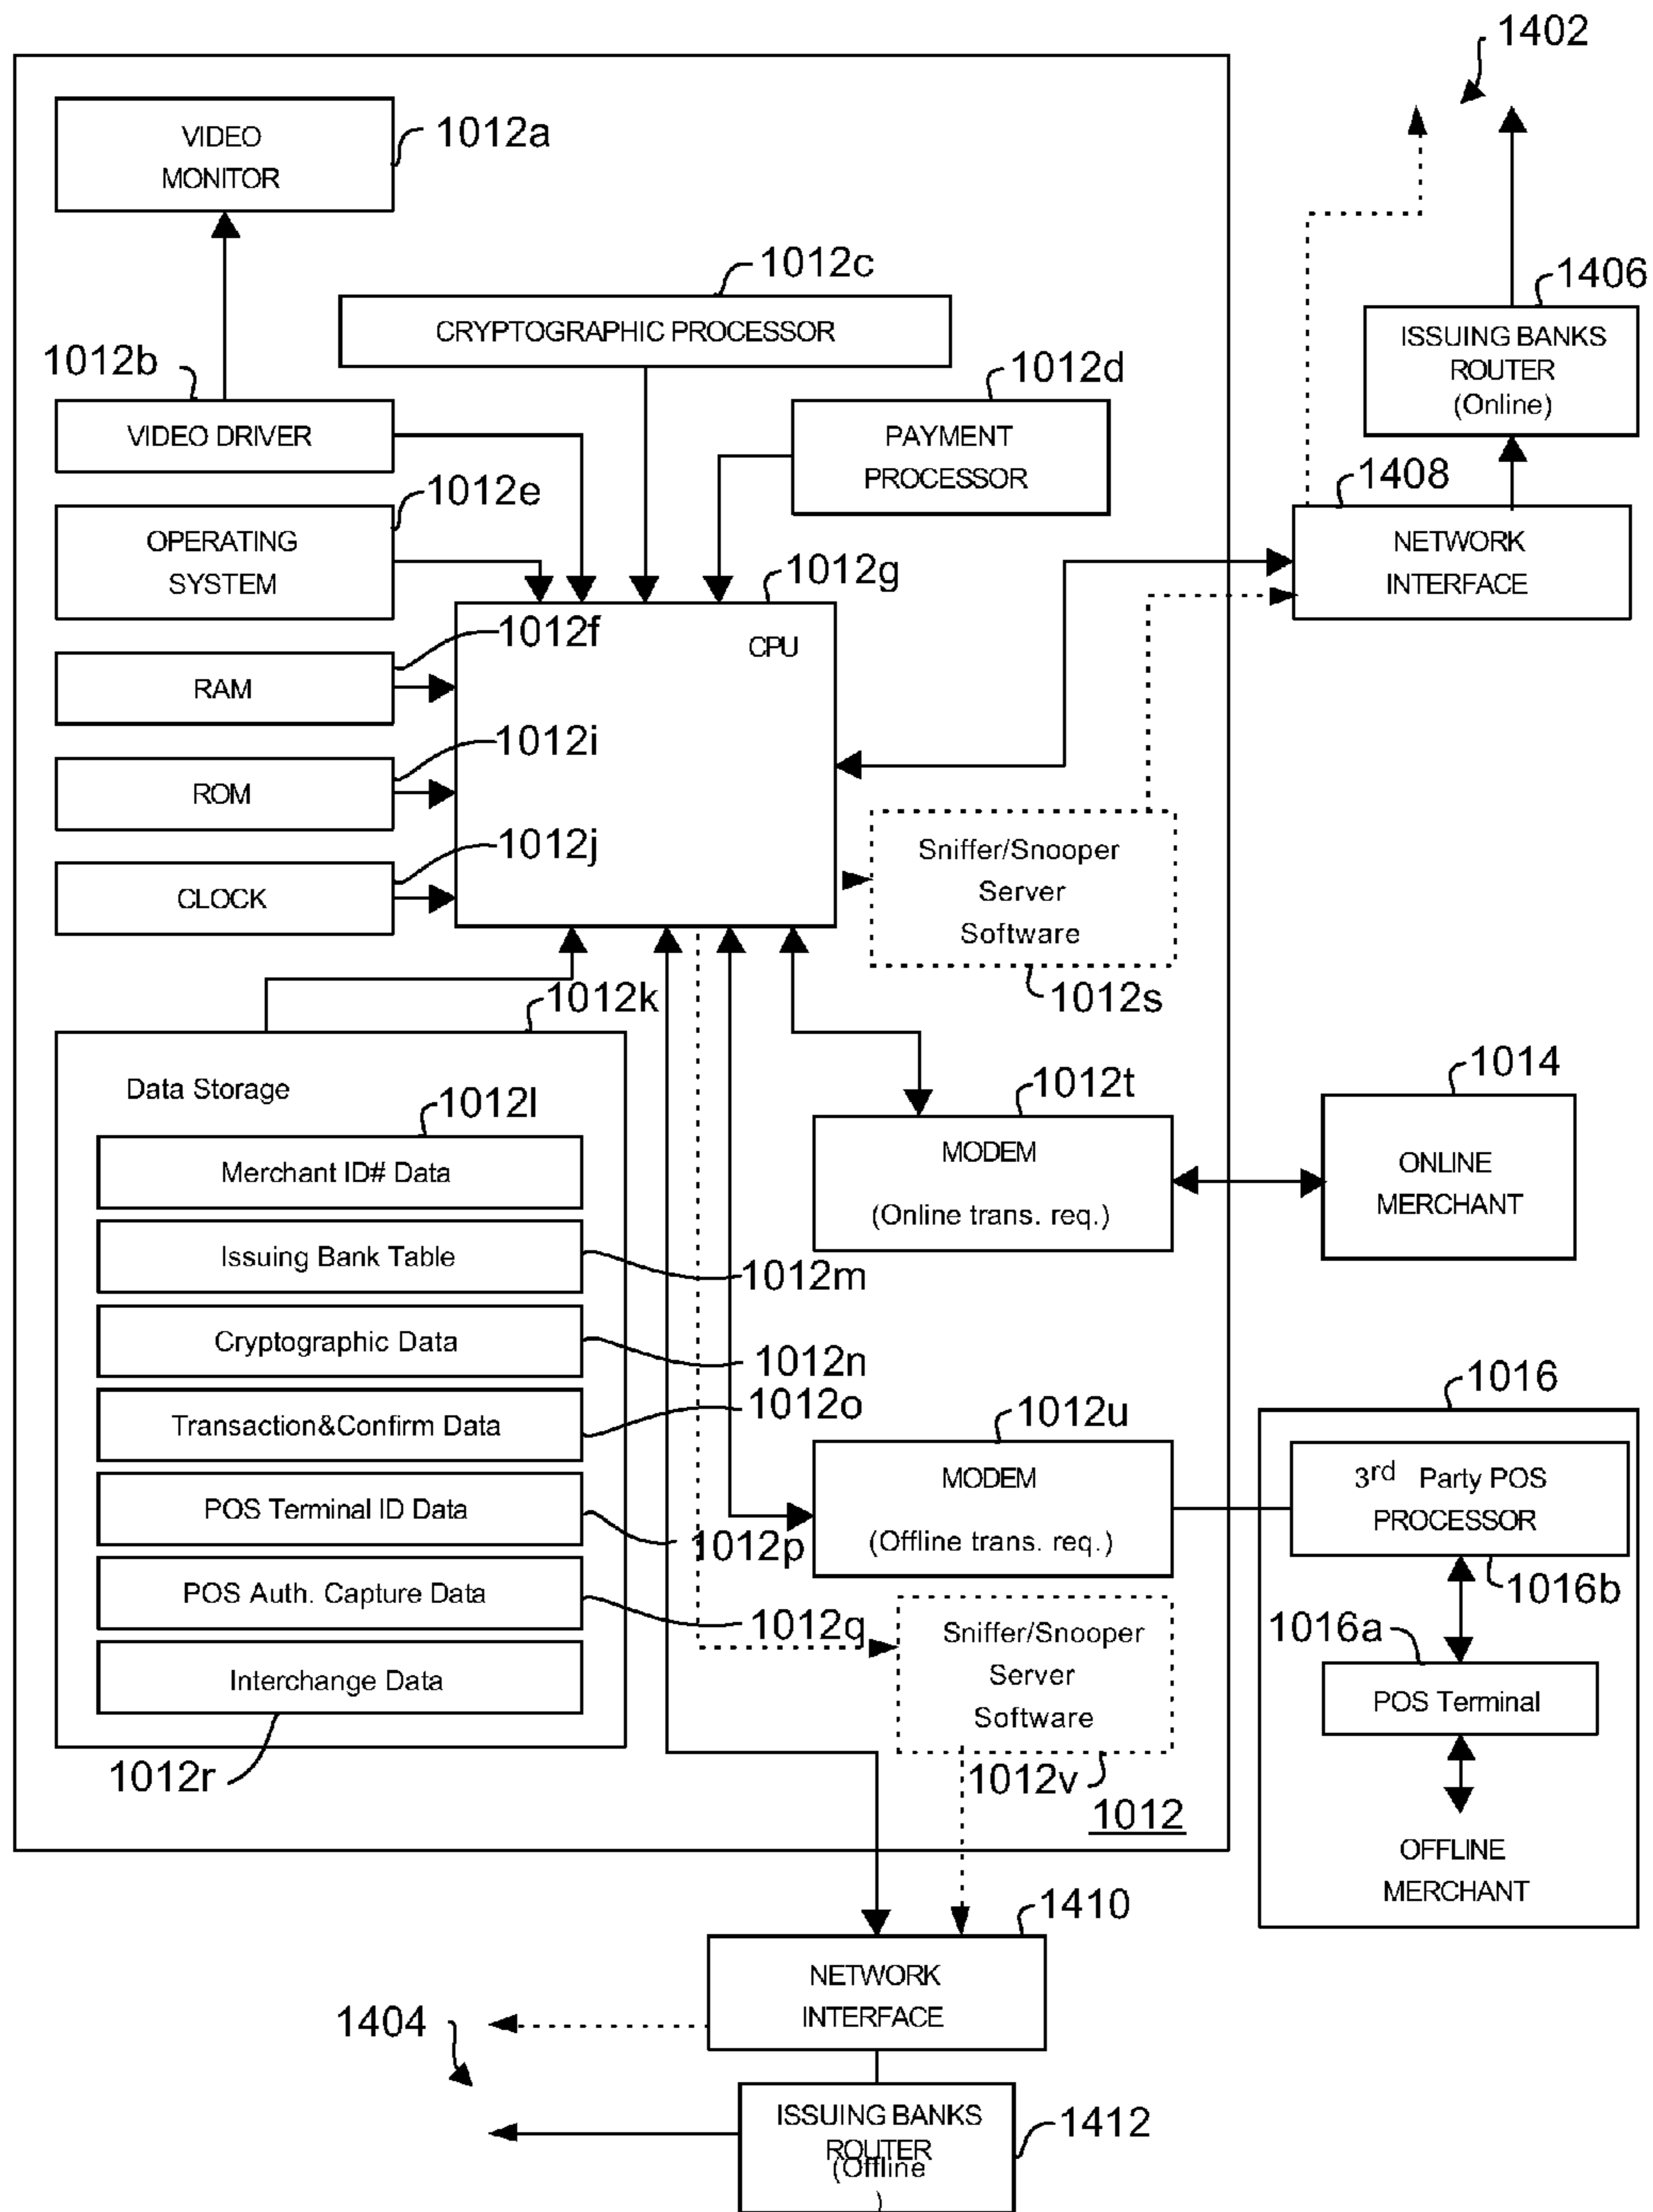 1402
VIDEO
MONITOR
1012a
1012c
CRYPTOGRAPHIC PROCESSOR
1406
ISSUING BANKS
ROUTER
(Online)
1012b
VIDEO DRIVER
1012d
PAYMENT
PROCESSOR
1012e
OPERATING
SYSTEM
1408
NETWORK
INTERFACE
1012g
CPU
1012f
RAM
1012i
ROM
1012j
CLOCK
Sniffer/Snooper
Server
Software
1012s
1012k
Data Storage
1012l
Merchant ID# Data
Issuing Bank Table
1012m
Cryptographic Data
1012n
Transaction&Confirm Data
1012o
POS Terminal ID Data
1012p
POS Auth. Capture Data
1012q
Interchange Data
1012r
1012t
MODEM
(Online trans. req.)
1014
ONLINE
MERCHANT
1012u
MODEM
(Offline trans. req.)
1016
3rd Party POS
PROCESSOR
1016b
1016a
POS Terminal
OFFLINE
MERCHANT
Sniffer/Snooper
Server
Software
1012v
1012
1410
NETWORK
INTERFACE
1404
ISSUING BANKS
ROUTER
(Offline
)
1412